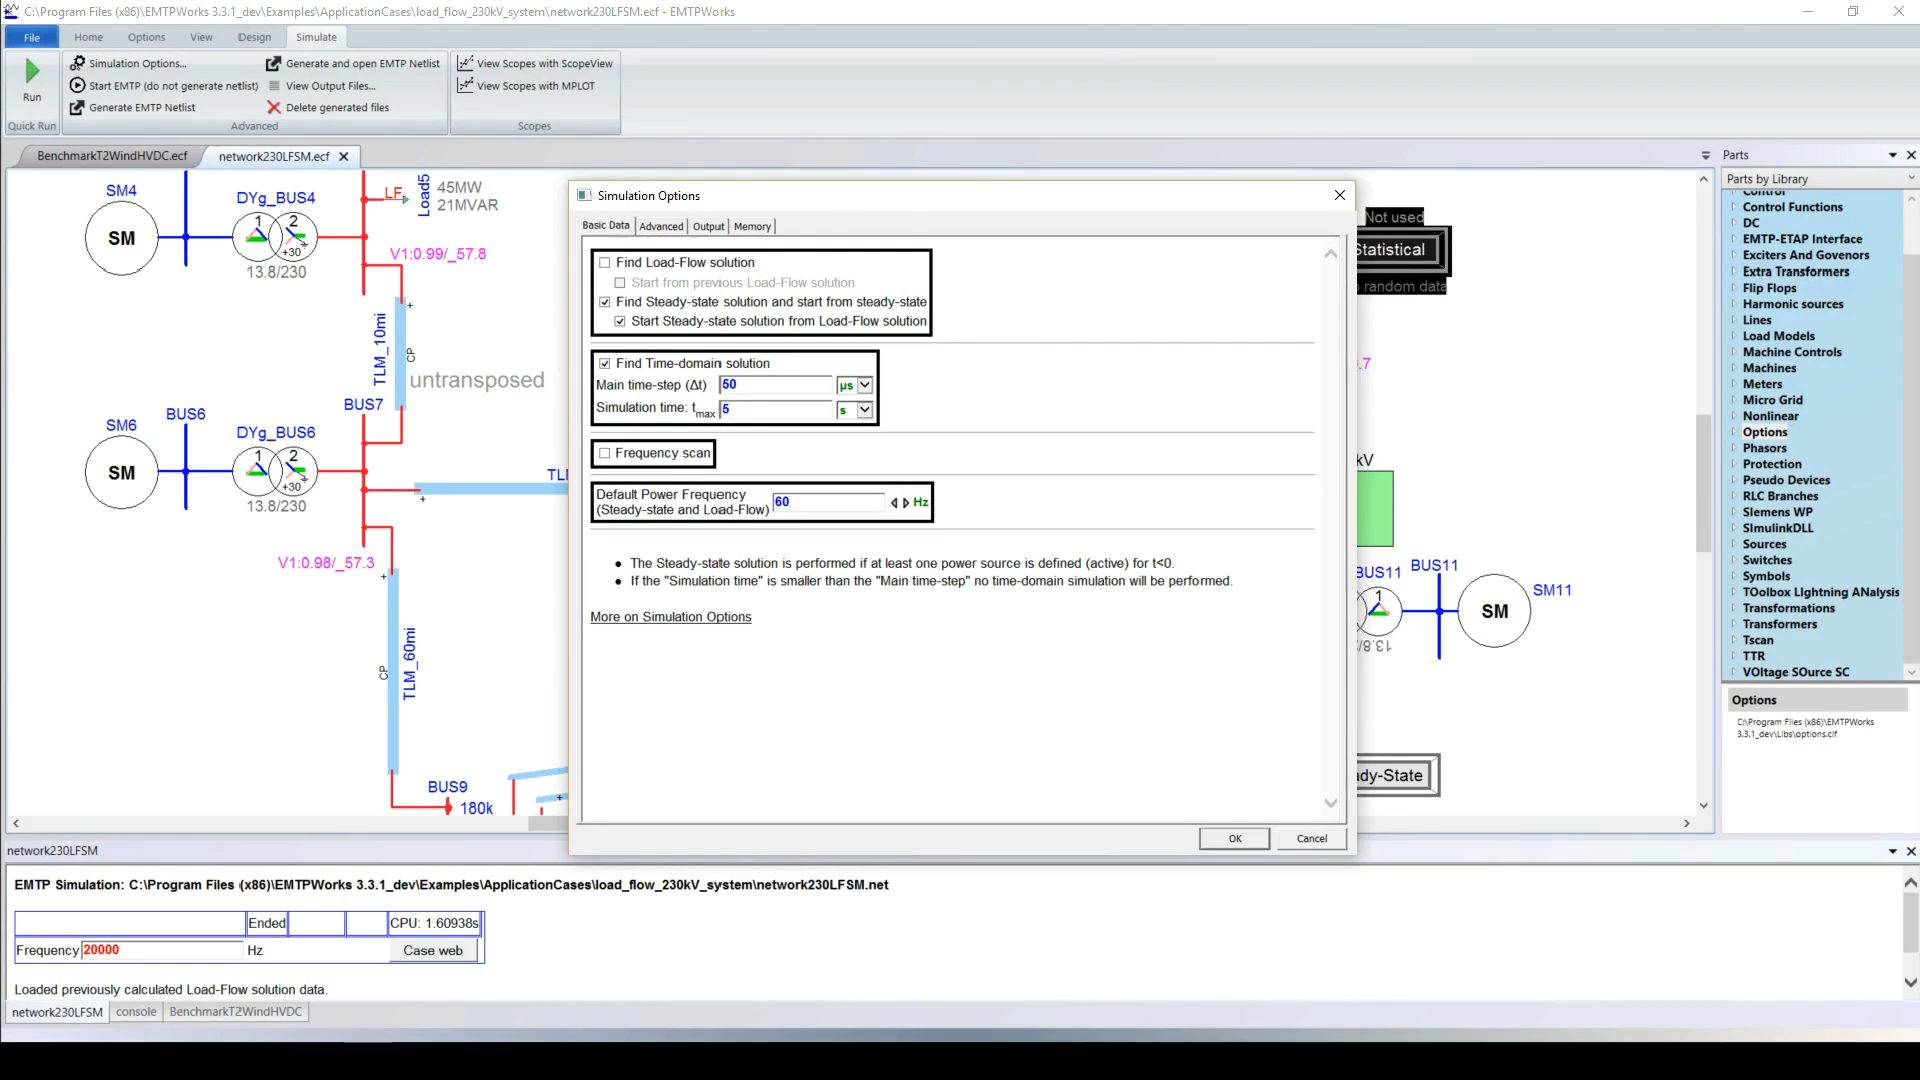 C:\Program Files (x86)\EMTPWorks 3.3.1_dev\Examples\ApplicationCases\load_flow_230kV_system\network230LFSM.ecf - EMTPWorks
File Home Options View Design Simulate
Run
Quick Run
Simulation Options...
Start EMTP (do not generate netlist)
Generate EMTP Netlist
Generate and open EMTP Netlist
View Output Files...
Delete generated files
Advanced
View Scopes with ScopeView
View Scopes with MPLOT
Scopes
BenchmarkT2WindHVDC.ecf
network230LFSM.ecf
SM4
SM
DYg_BUS4
1 2
+30
13.8/230
LF
Load5
45MW
21MVAR
V1:0.99/_57.8
+
TLM_10mi
CP
untransposed
BUS7
SM6
SM
BUS6
DYg_BUS6
1 2
+30
13.8/230
+
V1:0.98/_57.3
+
CP
TLM_60mi
BUS9
180k
+
Simulation Options
Basic Data Advanced Output Memory
Find Load-Flow solution
Start from previous Load-Flow solution
Find Steady-state solution and start from steady-state
Start Steady-state solution from Load-Flow solution
Find Time-domain solution
Main time-step (Δt) 50 µs
Simulation time: tmax 5 s
Frequency scan
Default Power Frequency
(Steady-state and Load-Flow) 60 Hz
• The Steady-state solution is performed if at least one power source is defined (active) for t<0.
• If the "Simulation time" is smaller than the "Main time-step" no time-domain simulation will be performed.
More on Simulation Options
OK Cancel
Not used
Statistical
random data
.7
BUS11 BUS11
1
SM
SM11
dy-State
Parts
Parts by Library
Control
Control Functions
DC
EMTP-ETAP Interface
Exciters And Govenors
Extra Transformers
Flip Flops
Harmonic sources
Lines
Load Models
Machine Controls
Machines
Meters
Micro Grid
Nonlinear
Options
Phasors
Protection
Pseudo Devices
RLC Branches
SIemens WP
SImulinkDLL
Sources
Switches
Symbols
TOolbox LIghtning ANalysis
Transformations
Transformers
Tscan
TTR
VOltage SOurce SC
Options
C:\Program Files (x86)\EMTPWorks
3.3.1_dev\Libs\options.clf
network230LFSM
EMTP Simulation: C:\Program Files (x86)\EMTPWorks 3.3.1_dev\Examples\ApplicationCases\load_flow_230kV_system\network230LFSM.net
Ended CPU: 1.60938s
Frequency 20000 Hz Case web
Loaded previously calculated Load-Flow solution data.
network230LFSM console BenchmarkT2WindHVDC